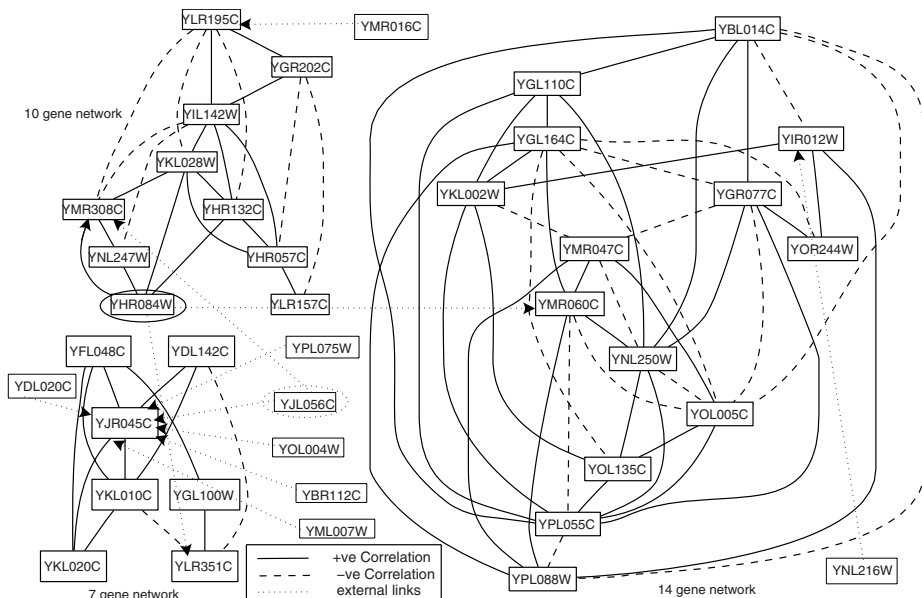 YLR195C
YMR016C
YGR202C
10 gene network
YIL142W
YKL028W
YMR308C
YHR132C
YNL247W
YHR057C
YHR084W
YLR157C
YBL014C
YGL110C
YGL164C
YIR012W
YKL002W
YGR077C
YMR047C
YOR244W
YMR060C
YNL250W
YOL005C
YOL135C
YPL055C
YPL088W
YNL216W
14 gene network
YFL048C
YDL142C
YPL075W
YDL020C
YJL056C
YJR045C
YOL004W
YKL010C
YGL100W
YBR112C
YML007W
YKL020C
YLR351C
7 gene network
+ve Correlation
−ve Correlation
external links